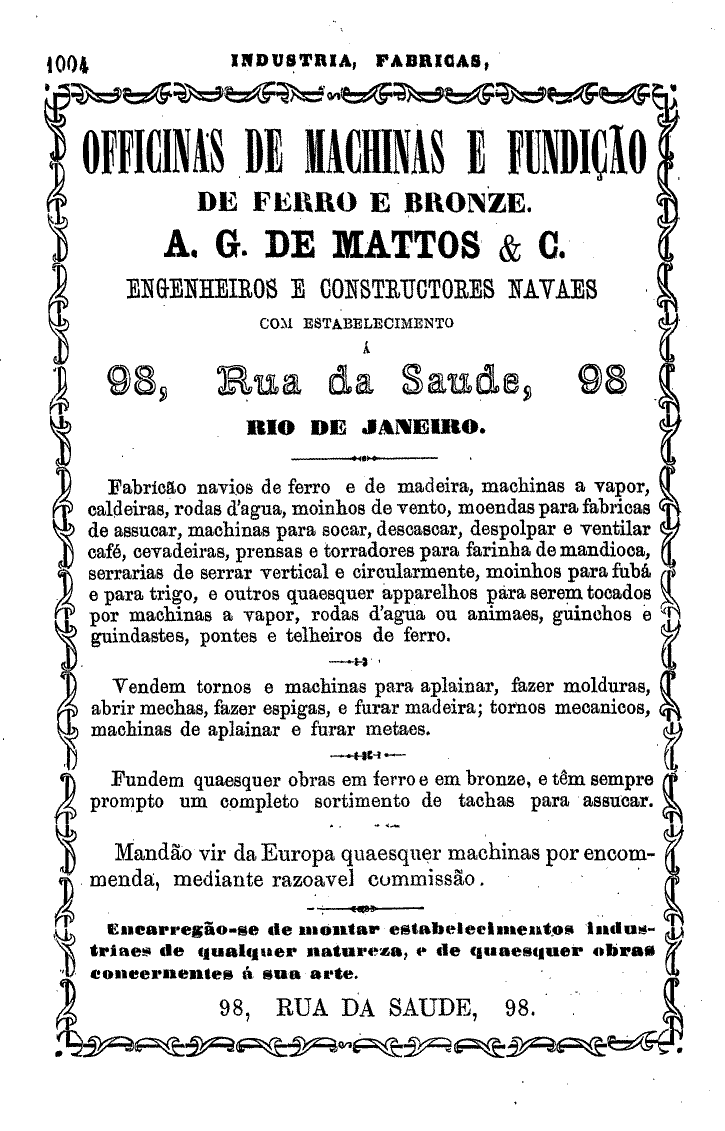 1004
INDUSTRIA, FABRICAS,
OFFICINAS DE MACHINAS E FUNDIÇÃO
DE FERRO E BRONZE.
A. G. DE MATTOS & C.
ENGENHEIROS E CONSTRUCTORES NAVAES
COM ESTABELECIMENTO
Á
98, Rua da Saude, 98
RIO DE JANEIRO.
Fabricão navios de ferro e de madeira, machinas a vapor,
caldeiras, rodas d'agua, moinhos de vento, moendas para fabricas
de assucar, machinas para socar, descascar, despolpar e ventilar
café, cevadeiras, prensas e torradores para farinha de mandioca,
serrarias de serrar vertical e circularmente, moinhos para fubá
e para trigo, e outros quaesquer apparelhos para serem tocados
por machinas a vapor, rodas d'agua ou animaes, guinchos e
guindastes, pontes e telheiros de ferro.
Vendem tornos e machinas para aplainar, fazer molduras,
abrir mechas, fazer espigas, e furar madeira; tornos mecanicos,
machinas de aplainar e furar metaes.
Fundem quaesquer obras em ferro e em bronze, e têm sempre
prompto um completo sortimento de tachas para assucar.
Mandão vir da Europa quaesquer machinas por encom-
menda, mediante razoavel commissão.
Encarregão-se de montar estabelecimentos indus-
triaes de qualquer natureza, e de quaesquer obras
concernentes á sua arte.
98, RUA DA SAUDE, 98.